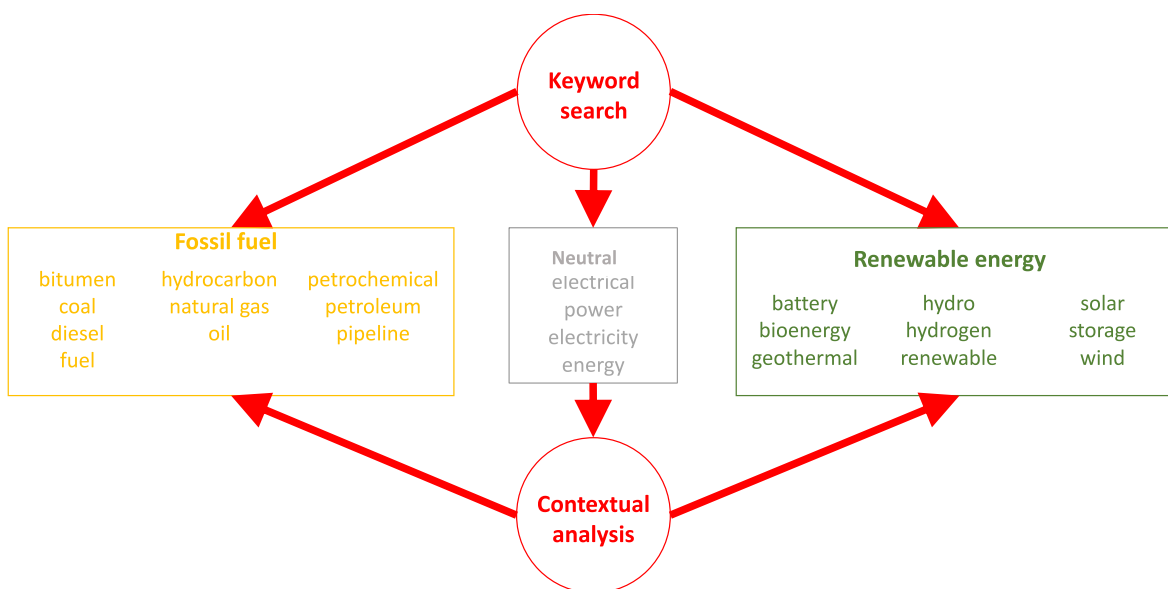 Keyword
search
Fossil fuel
bitumen hydrocarbon petrochemical
coal natural gas petroleum
diesel oil pipeline
fuel
Neutral
electrical
power
electricity
energy
Renewable energy
battery hydro solar
bioenergy hydrogen storage
geothermal renewable wind
Contextual
analysis